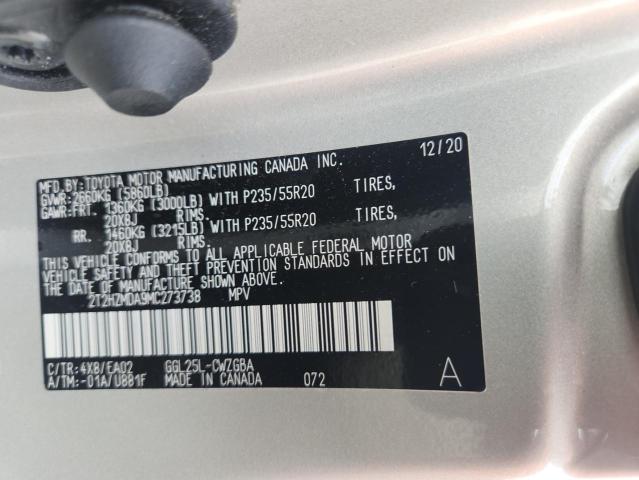 MFD.BY:TOYOTA MOTOR MANUFACTURING CANADA INC. 12/20
GVWR:2660KG (5860LB)
GAWR:FRT. 1360KG (3000LB) WITH P235/55R20 TIRES,
20X8J RIMS.
RR. 1460KG (3215LB) WITH P235/55R20 TIRES,
20X8J RIMS.
THIS VEHICLE CONFORMS TO ALL APPLICABLE FEDERAL MOTOR
VEHICLE SAFETY AND THEFT PREVENTION STANDARDS IN EFFECT ON
THE DATE OF MANUFACTURE SHOWN ABOVE.
2T2HZMDA9MC273738 MPV
C/TR:4X8/EA02 GGL25L-CWZGBA
A/TM:-01A/U881F MADE IN CANADA 072 A